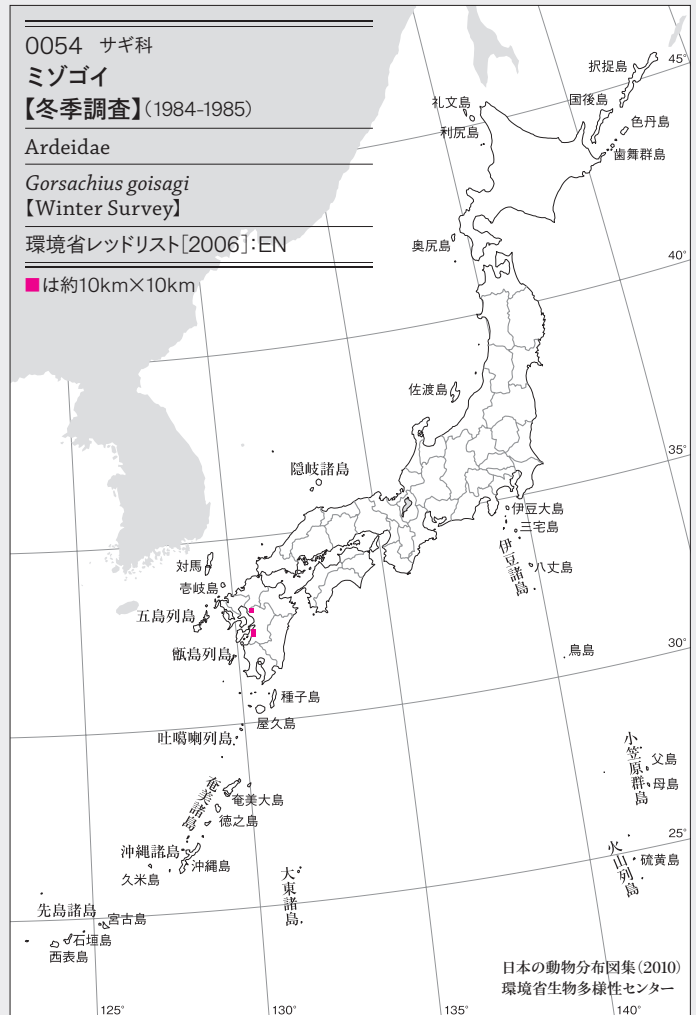 0054 サギ科
ミゾゴイ
【冬季調査】(1984-1985)
Ardeidae
Gorsachius goisagi
【Winter Survey】
環境省レッドリスト[2006]:EN
■は約10km×10km
択捉島
45°
国後島
礼文島
色丹島
利尻島
歯舞群島
奥尻島
40°
佐渡島
35°
隠岐諸島
伊豆大島
三宅島
伊豆諸島
八丈島
対馬
壱岐島
五島列島
甑島列島
鳥島
30°
種子島
屋久島
吐噶喇列島
小笠原群島
父島
母島
奄美諸島
奄美大島
徳之島
25°
沖縄諸島
沖縄島
久米島
火山列島
硫黄島
大東諸島
先島諸島
宮古島
石垣島
西表島
日本の動物分布図集(2010)
環境省生物多様性センター
125°
130°
135°
140°